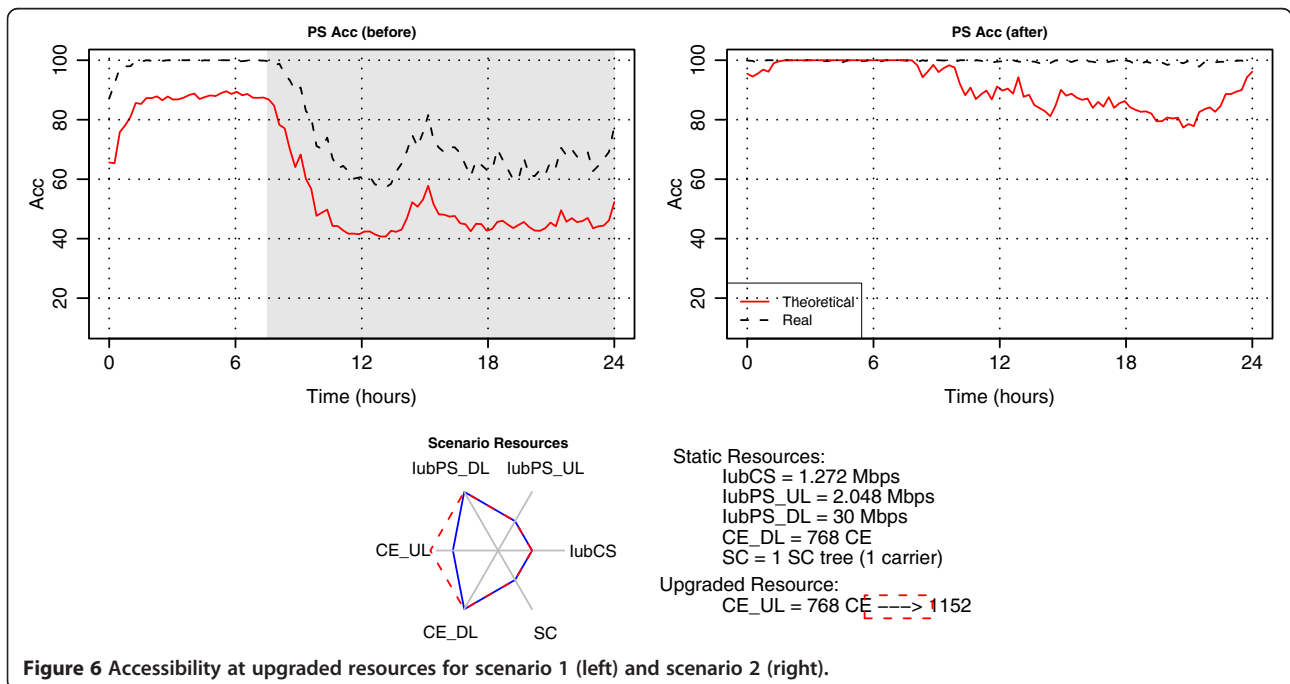 PS Acc (before)
100
80
60
40
20
Acc
0 6 12 18 24
Time (hours)
PS Acc (after)
100
80
60
40
20
Acc
Theoretical
Real
0 6 12 18 24
Time (hours)
Scenario Resources
IubPS_DL IubPS_UL
CE_UL IubCS
CE_DL SC
Static Resources:
IubCS = 1.272 Mbps
IubPS_UL = 2.048 Mbps
IubPS_DL = 30 Mbps
CE_DL = 768 CE
SC = 1 SC tree (1 carrier)
Upgraded Resource:
CE_UL = 768 CE −−−> 1152
Figure 6 Accessibility at upgraded resources for scenario 1 (left) and scenario 2 (right).